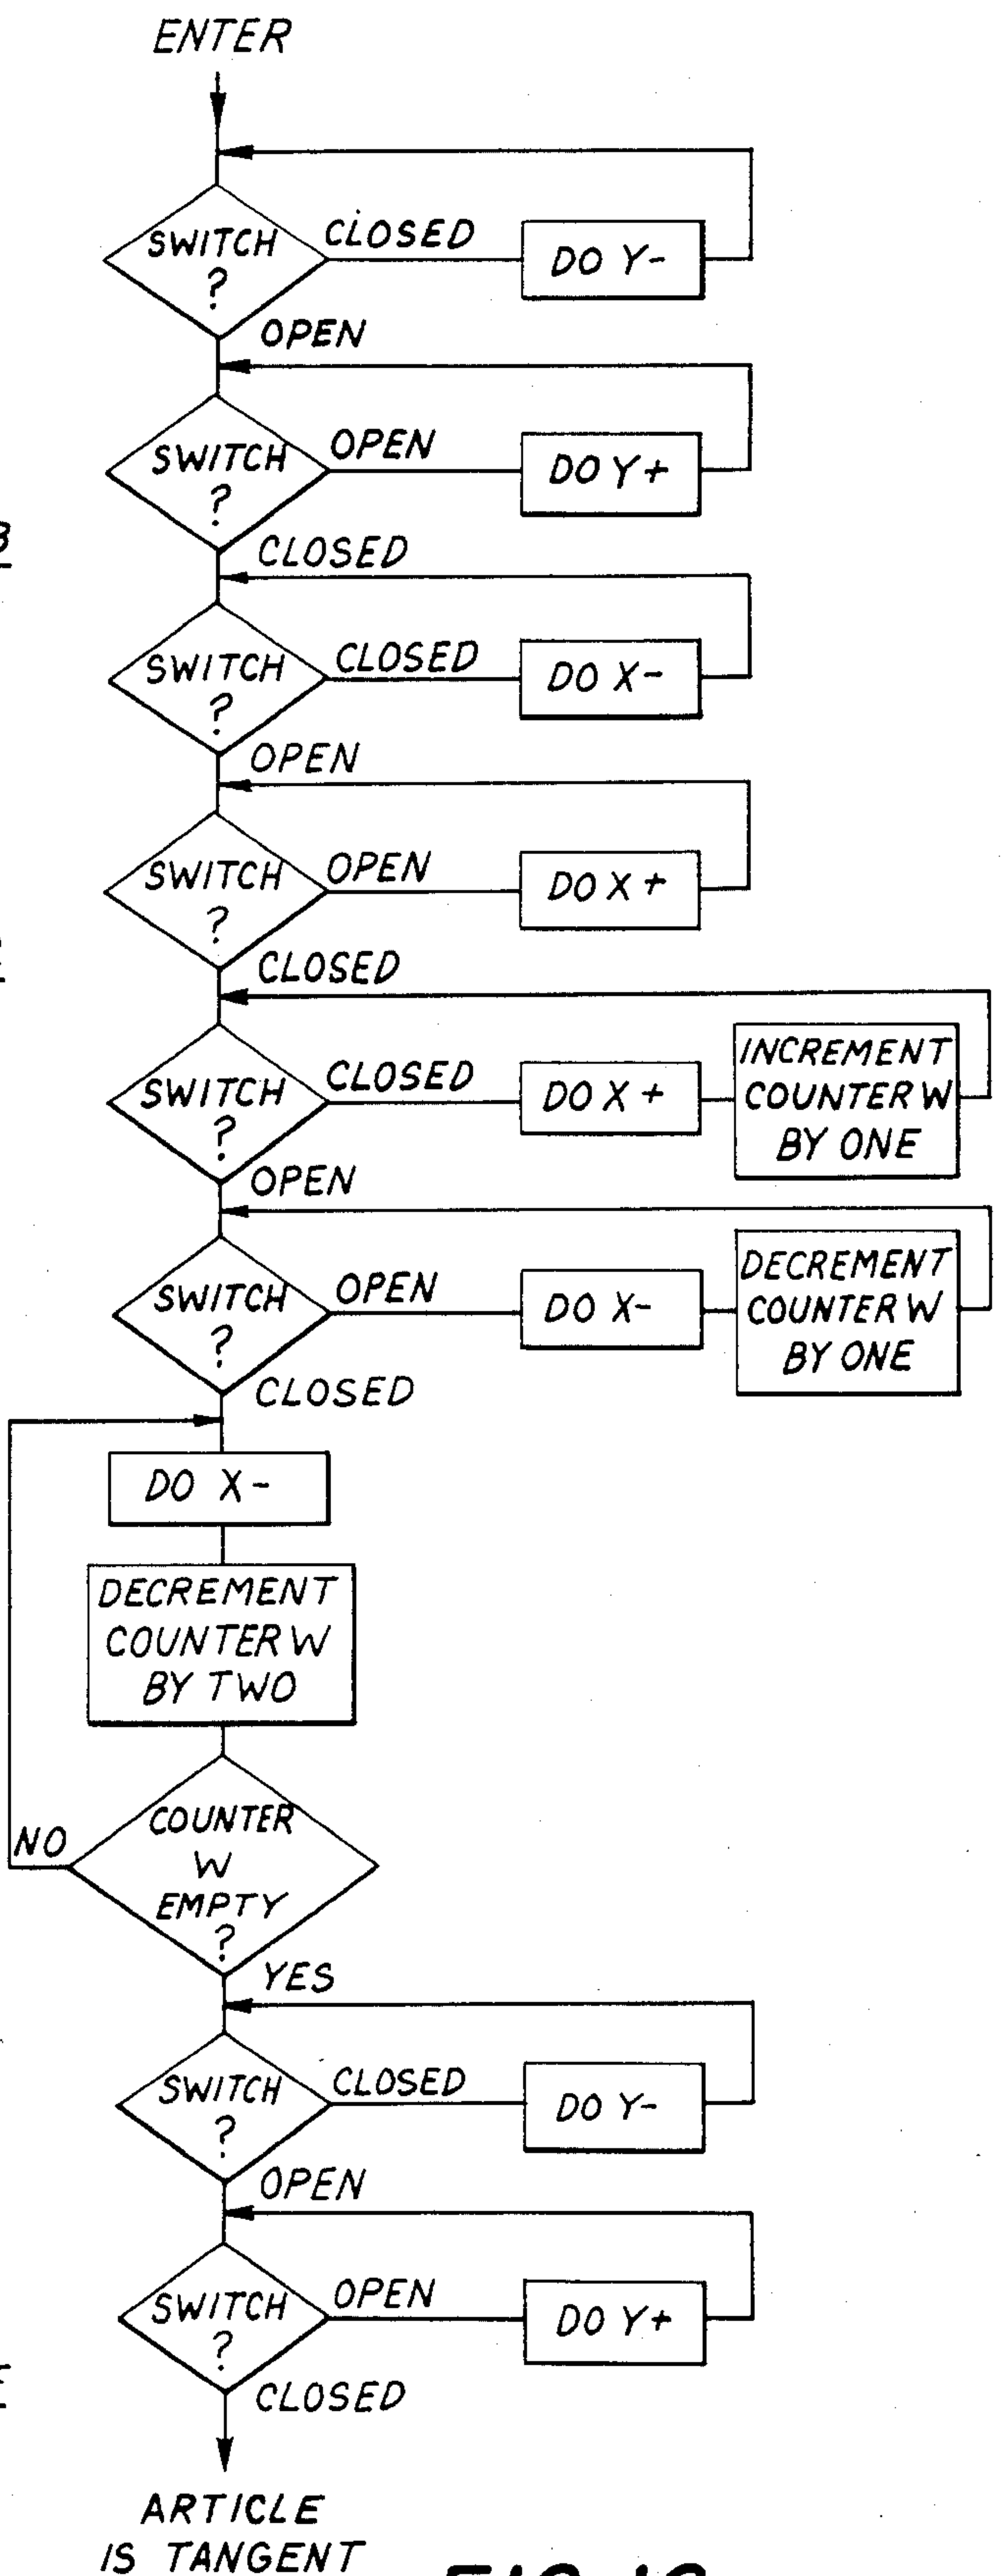 ENTER
SWITCH
?
CLOSED
DO Y-
OPEN
SWITCH
?
OPEN
DO Y+
CLOSED
SWITCH
?
CLOSED
DO X-
OPEN
SWITCH
?
OPEN
DO X+
CLOSED
SWITCH
?
CLOSED
DO X+
INCREMENT
COUNTER W
BY ONE
OPEN
SWITCH
?
OPEN
DO X-
DECREMENT
COUNTER W
BY ONE
CLOSED
DO X-
DECREMENT
COUNTER W
BY TWO
COUNTER
W
EMPTY
?
NO
YES
SWITCH
?
CLOSED
DO Y-
OPEN
SWITCH
?
OPEN
DO Y+
CLOSED
ARTICLE
IS TANGENT